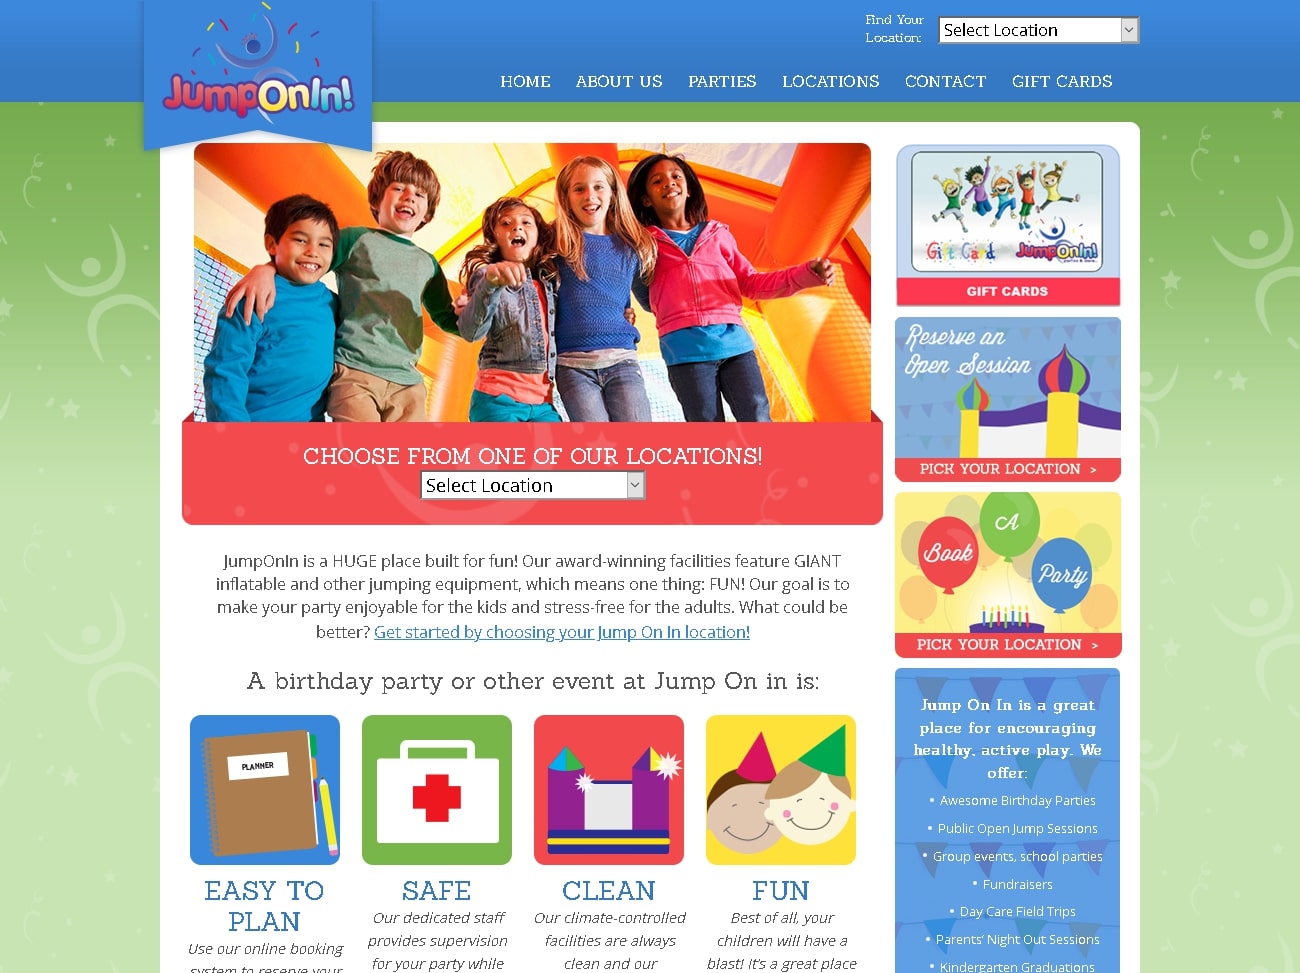 JumpOnIn!
Find Your
Location:
Select Location
HOME ABOUT US PARTIES LOCATIONS CONTACT GIFT CARDS
CHOOSE FROM ONE OF OUR LOCATIONS!
Select Location
JumpOnIn is a HUGE place built for fun! Our award-winning facilities feature GIANT
inflatable and other jumping equipment, which means one thing: FUN! Our goal is to
make your party enjoyable for the kids and stress-free for the adults. What could be
better? Get started by choosing your Jump On In location!
A birthday party or other event at Jump On in is:
PLANNER
EASY TO
PLAN
Use our online booking
system to reserve your
SAFE
Our dedicated staff
provides supervision
for your party while
CLEAN
Our climate-controlled
facilities are always
clean and our
FUN
Best of all, your
children will have a
blast! It's a great place
Gift Card
JumpOnIn!
GIFT CARDS
Reserve an
Open Session
PICK YOUR LOCATION >
Book A Party
PICK YOUR LOCATION >
Jump On In is a great
place for encouraging
healthy, active play. We
offer:
• Awesome Birthday Parties
• Public Open Jump Sessions
• Group events, school parties
• Fundraisers
• Day Care Field Trips
• Parents' Night Out Sessions
• Kindergarten Graduations